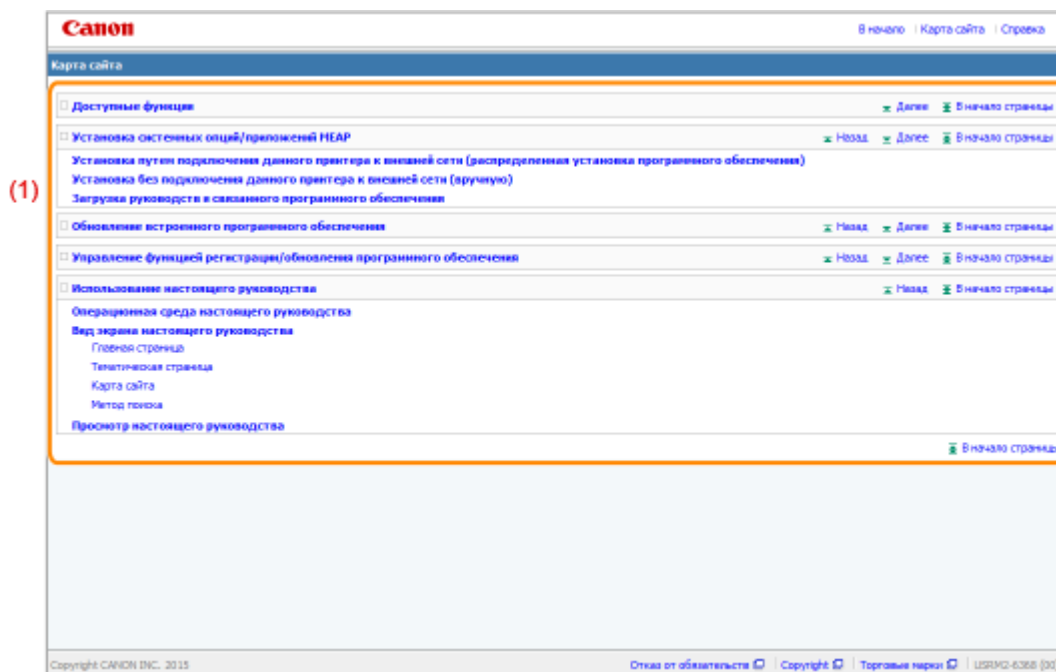 Canon
В начало Карта сайта Справка
Карта сайта
Доступные функции Далее В начало страницы
Установка системных опций/приложений MEAP Назад Далее В начало страницы
Установка путем подключения данного принтера к внешней сети (распределенная установка программного обеспечения)
Установка без подключения данного принтера к внешней сети (вручную)
(1)
Загрузка руководств и связанного программного обеспечения
Обновление встроенного программного обеспечения Назад Далее В начало страницы
Управление функцией регистрации/обновления программного обеспечения Назад Далее В начало страницы
Использование настоящего руководства Назад В начало страницы
Операционная среда настоящего руководства
Вид экрана настоящего руководства
Главная страница
Тематическая страница
Карта сайта
Метод поиска
Просмотр настоящего руководства
В начало страницы
Copyright CANON INC. 2015 Отказ от обязательств Copyright Торговые марки USRM2-6368 (00)